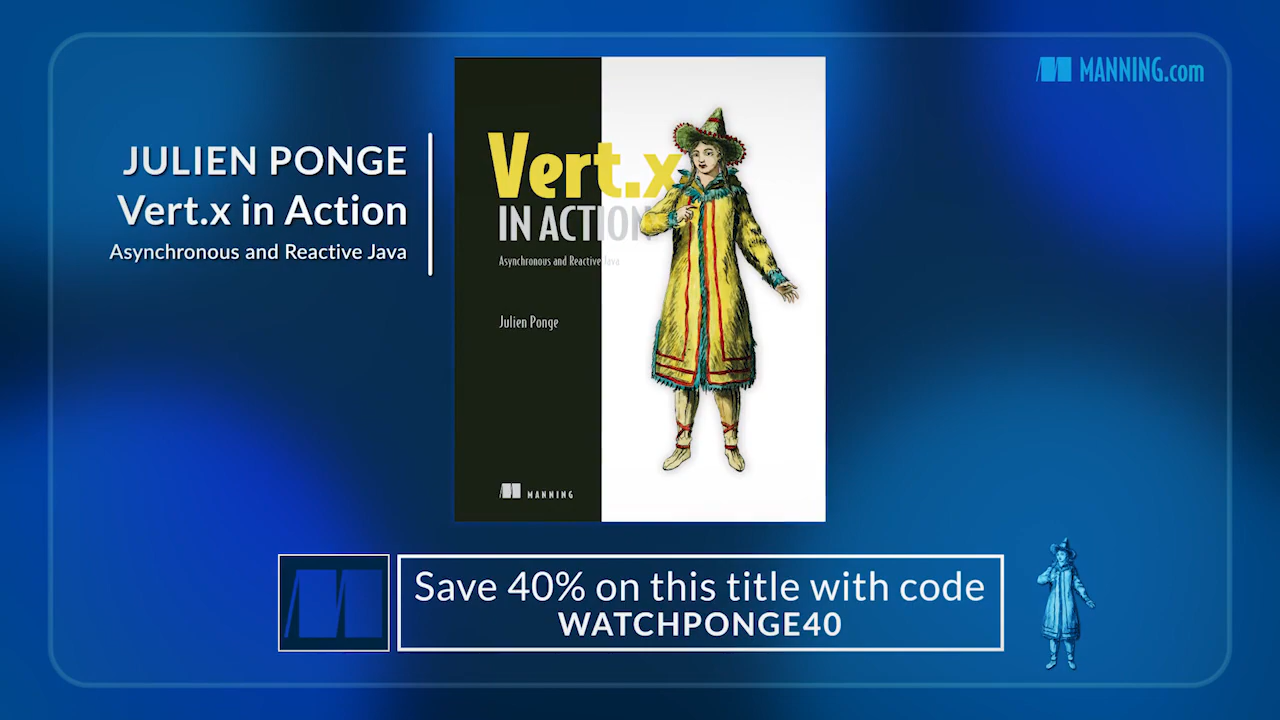 MANNING.com
JULIEN PONGE
Vert.x in Action
Asynchronous and Reactive Java
Vert.x
IN ACTION
Asynchronous and Reactive Java
Julien Ponge
MANNING
Save 40% on this title with code
WATCHPONGE40